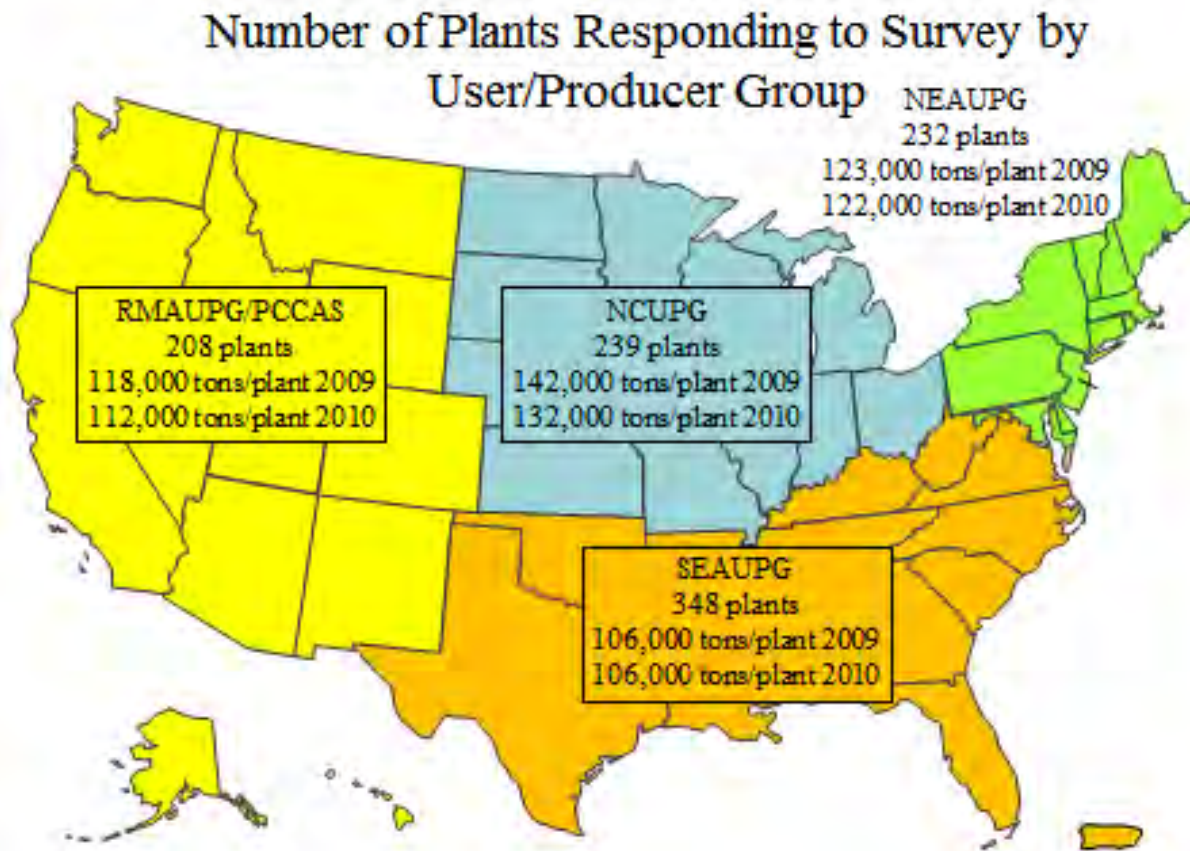 Number of Plants Responding to Survey by
User/Producer Group
NEAUPG
232 plants
123,000 tons/plant 2009
122,000 tons/plant 2010
RMAUPG/PCCAS
208 plants
118,000 tons/plant 2009
112,000 tons/plant 2010
NCUPG
239 plants
142,000 tons/plant 2009
132,000 tons/plant 2010
SEAUPG
348 plants
106,000 tons/plant 2009
106,000 tons/plant 2010